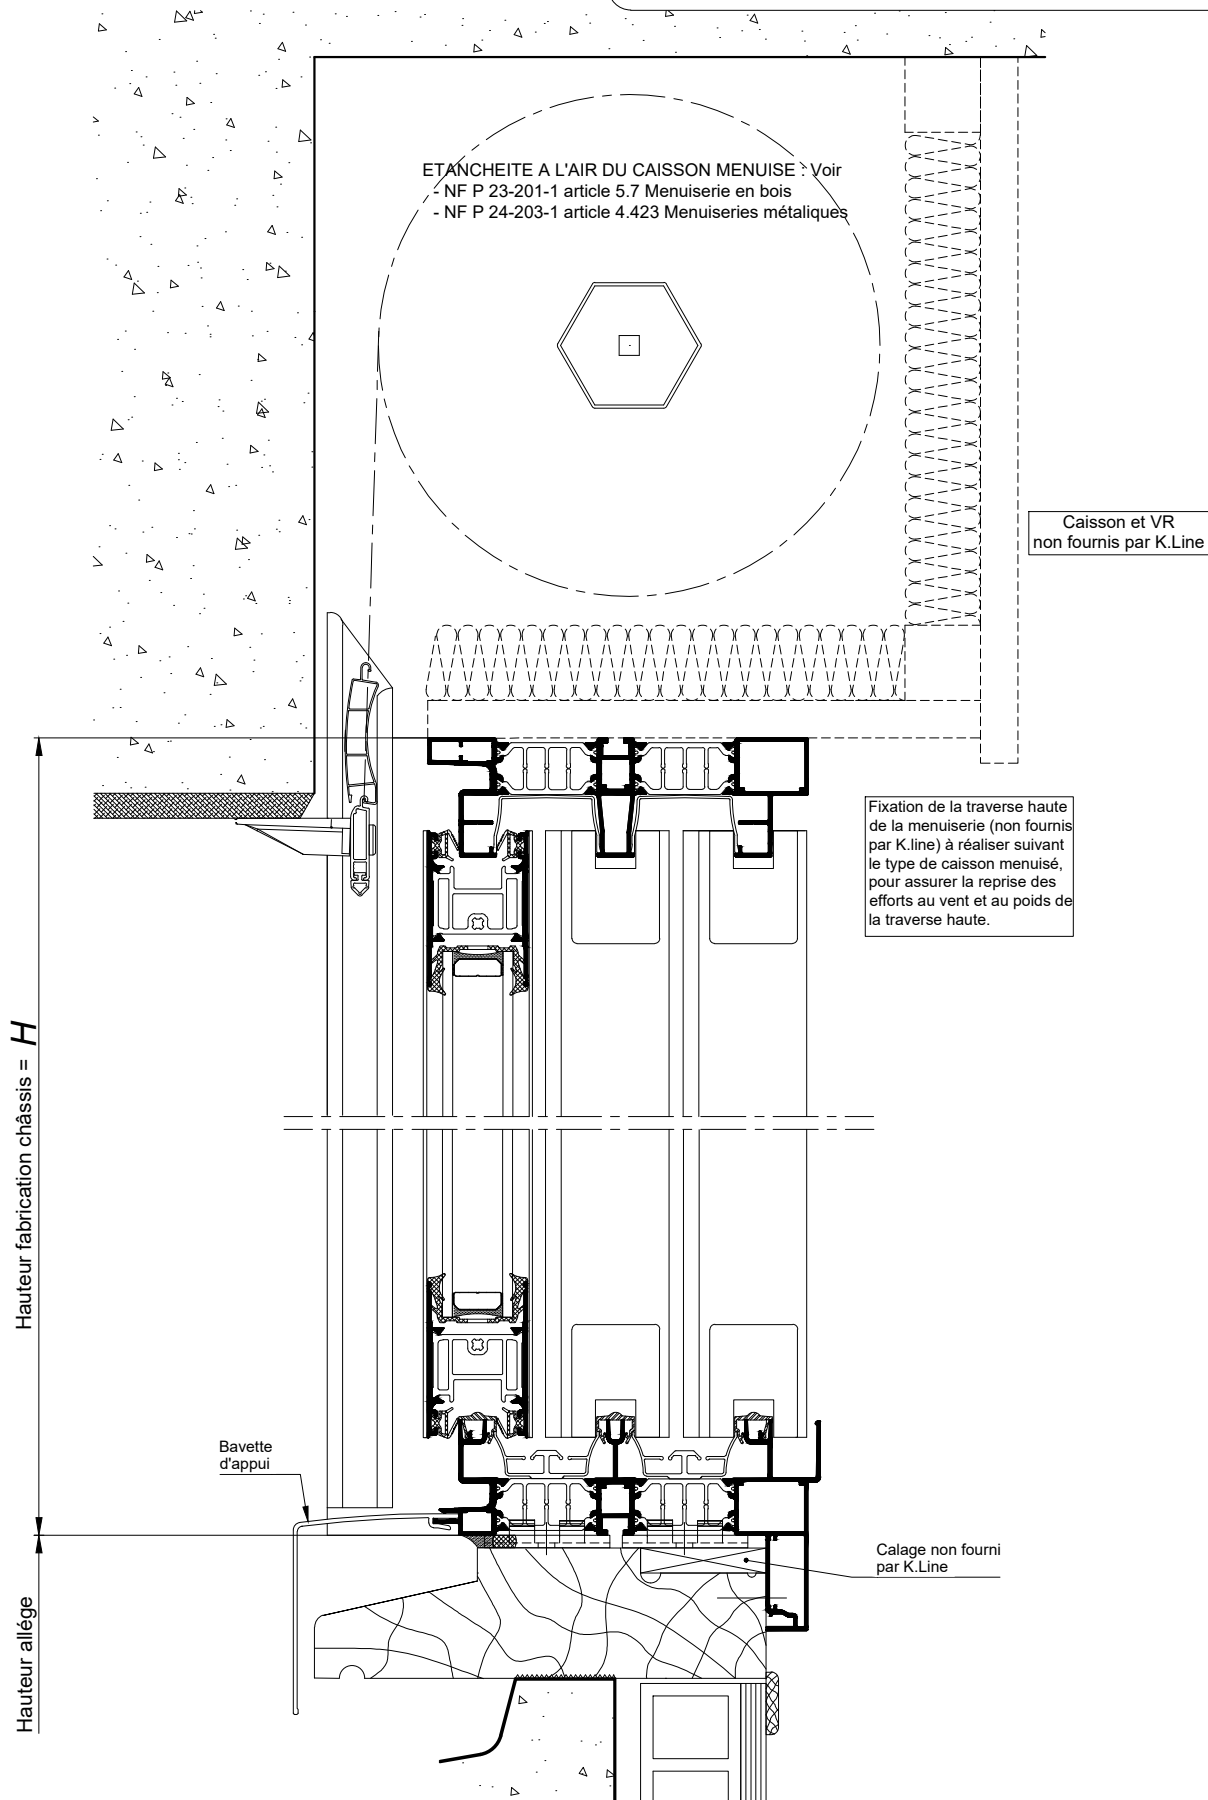 ETANCHEITE A L'AIR DU CAISSON MENUISE : Voir
- NF P 23-201-1 article 5.7 Menuiserie en bois
- NF P 24-203-1 article 4.423 Menuiseries métaliques
Caisson et VR
non fournis par K.Line
Fixation de la traverse haute
de la menuiserie (non fournis
par K.line) à réaliser suivant
le type de caisson menuisé,
pour assurer la reprise des
efforts au vent et au poids de
la traverse haute.
Hauteur fabrication châssis = H
Bavette
d'appui
Calage non fourni
par K.Line
Hauteur allége